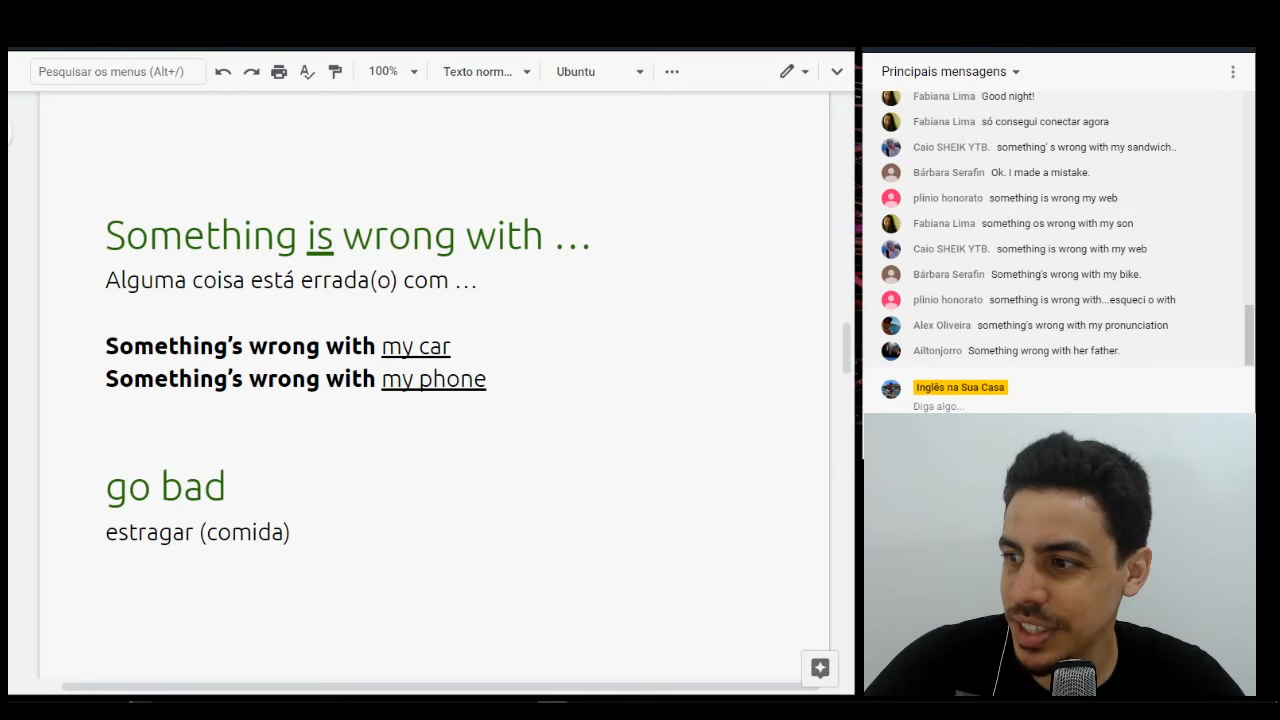 Pesquisar os menus (Alt+/)
100%
Texto norm...
Ubuntu
Something is wrong with …
Alguma coisa está errada(o) com …
Something’s wrong with my car
Something’s wrong with my phone
go bad
estragar (comida)
Principais mensagens
Fabiana Lima Good night!
Fabiana Lima só consegui conectar agora
Caio SHEIK YTB. something' s wrong with my sandwich..
Bárbara Serafin Ok. I made a mistake.
plinio honorato something is wrong my web
Fabiana Lima something os wrong with my son
Caio SHEIK YTB. something is wrong with my web
Bárbara Serafin Something's wrong with my bike.
plinio honorato something is wrong with...esqueci o with
Alex Oliveira something's wrong with my pronunciation
Ailtonjorro Something wrong with her father.
Inglês na Sua Casa
Diga algo...